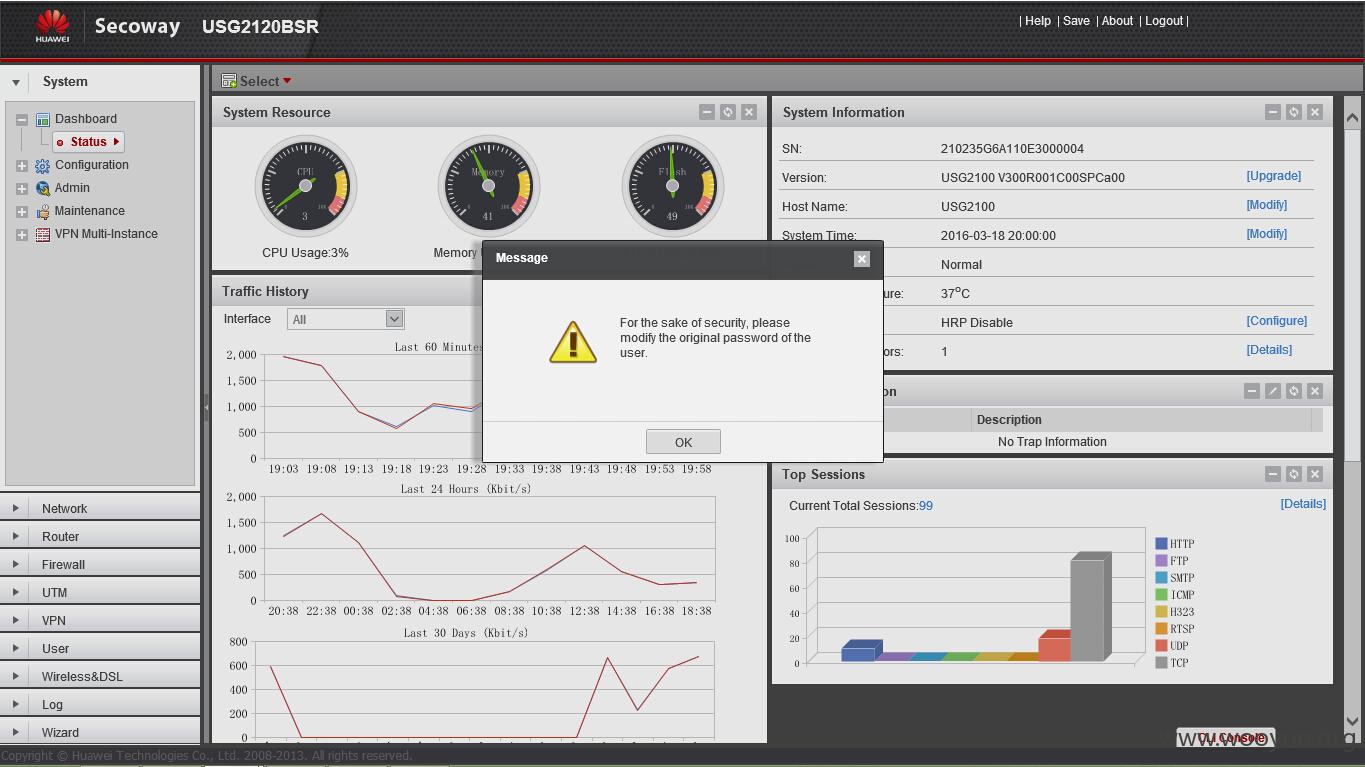 HUAWEI
Secoway USG2120BSR
| Help | Save | About | Logout |
System
Select
Dashboard
Status
Configuration
Admin
Maintenance
VPN Multi-Instance
Network
Router
Firewall
UTM
VPN
User
Wireless&DSL
Log
Wizard
System Resource
CPU
3
Memory
41
49
CPU Usage:3%
Memory
System Information
SN: 210235G6A110E3000004
Version: USG2100 V300R001C00SPCa00 [Upgrade]
Host Name: USG2100 [Modify]
System Time: 2016-03-18 20:00:00 [Modify]
Normal
ure: 37°C
HRP Disable [Configure]
ors: 1 [Details]
Message
For the sake of security, please
modify the original password of the
user.
OK
Traffic History
Interface All
Last 60 Minutes
2,000
1,500
1,000
500
0
19:03 19:08 19:13 19:18 19:23 19:28 19:33 19:38 19:43 19:48 19:53 19:58
Last 24 Hours (Kbit/s)
2,000
1,500
1,000
500
0
20:38 22:38 00:38 02:38 04:38 06:38 08:38 10:38 12:38 14:38 16:38 18:38
Last 30 Days (Kbit/s)
800
600
400
200
0
on
Description
No Trap Information
Top Sessions
Current Total Sessions:99 [Details]
100
80
60
40
20
0
HTTP
FTP
SMTP
ICMP
H323
RTSP
UDP
TCP
CLI Console
Copyright © Huawei Technologies Co., Ltd. 2008-2013. All rights reserved.